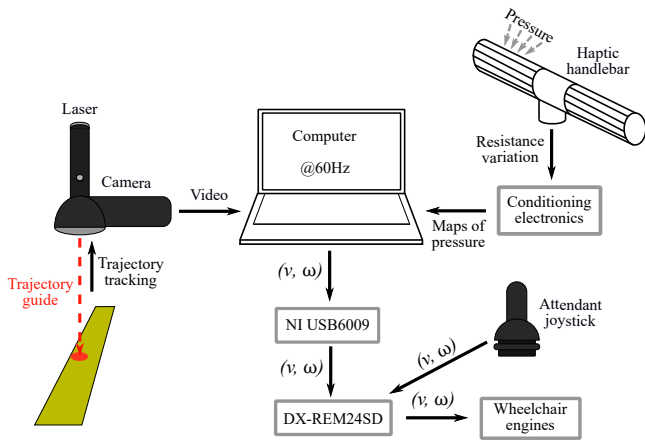 Pressure
Haptic
handlebar
Laser
Computer
@60Hz
Resistance
variation
Camera
Video
Conditioning
electronics
Maps of
pressure
Trajectory
tracking
Trajectory
guide
(v, ω)
NI USB6009
Attendant
joystick
(v, ω)
(v, ω)
DX-REM24SD
(v, ω)
Wheelchair
engines